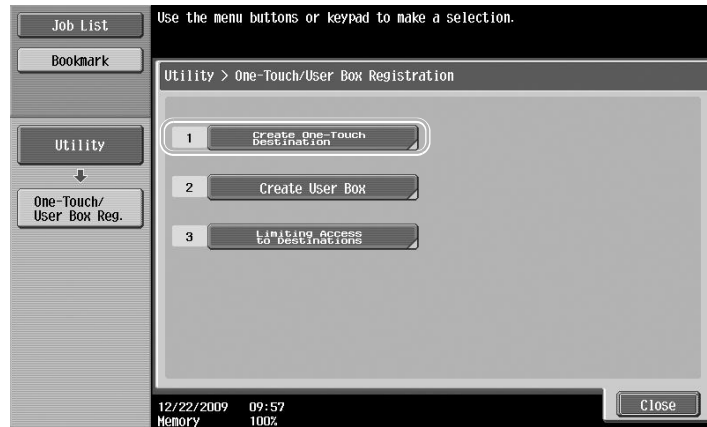 Job List
Bookmark
Utility
One-Touch/
User Box Reg.
Use the menu buttons or keypad to make a selection.
Utility > One-Touch/User Box Registration
1
Create One-Touch
Destination
2
Create User Box
3
Limiting Access
to Destinations
12/22/2009 09:57
Memory 100%
Close